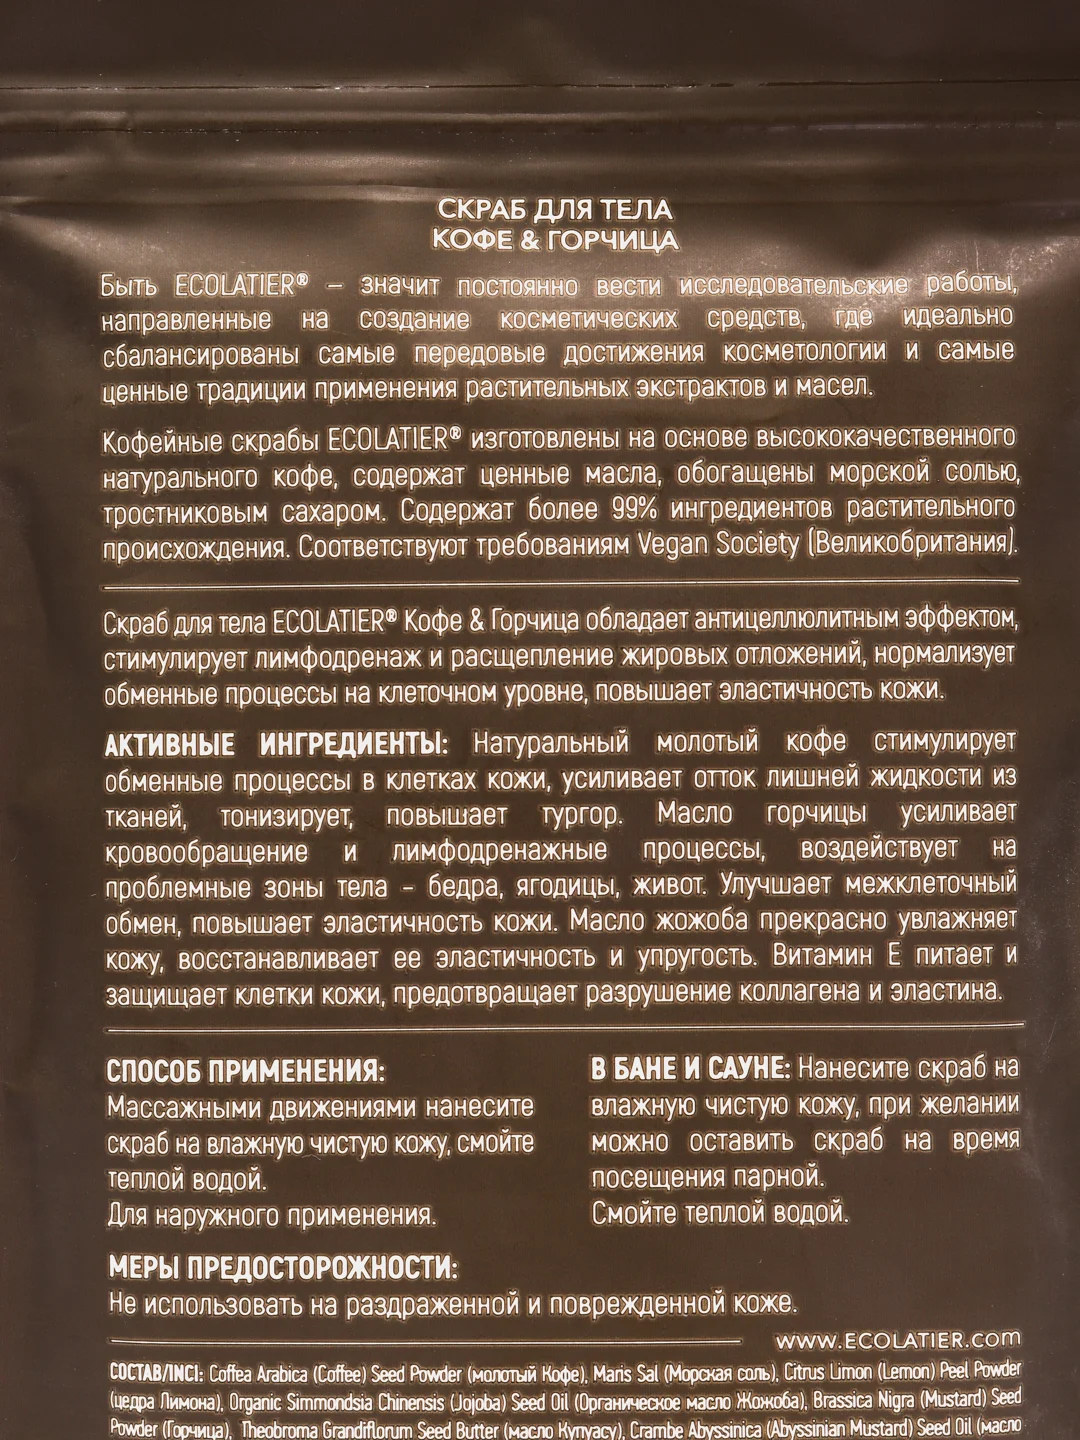 СКРАБ ДЛЯ ТЕЛА
КОФЕ & ГОРЧИЦА
Быть ECOLATIER® – значит постоянно вести исследовательские работы,
направленные на создание косметических средств, где идеально
сбалансированы самые передовые достижения косметологии и самые
ценные традиции применения растительных экстрактов и масел.
Кофейные скрабы ECOLATIER® изготовлены на основе высококачественного
натурального кофе, содержат ценные масла, обогащены морской солью,
тростниковым сахаром. Содержат более 99% ингредиентов растительного
происхождения. Соответствуют требованиям Vegan Society (Великобритания).
Скраб для тела ECOLATIER® Кофе & Горчица обладает антицеллюлитным эффектом,
стимулирует лимфодренаж и расщепление жировых отложений, нормализует
обменные процессы на клеточном уровне, повышает эластичность кожи.
АКТИВНЫЕ ИНГРЕДИЕНТЫ: Натуральный молотый кофе стимулирует
обменные процессы в клетках кожи, усиливает отток лишней жидкости из
тканей, тонизирует, повышает тургор. Масло горчицы усиливает
кровообращение и лимфодренажные процессы, воздействует на
проблемные зоны тела – бедра, ягодицы, живот. Улучшает межклеточный
обмен, повышает эластичность кожи. Масло жожоба прекрасно увлажняет
кожу, восстанавливает ее эластичность и упругость. Витамин Е питает и
защищает клетки кожи, предотвращает разрушение коллагена и эластина.
СПОСОБ ПРИМЕНЕНИЯ:
Массажными движениями нанесите
скраб на влажную чистую кожу, смойте
теплой водой.
Для наружного применения.
В БАНЕ И САУНЕ: Нанесите скраб на
влажную чистую кожу, при желании
можно оставить скраб на время
посещения парной.
Смойте теплой водой.
МЕРЫ ПРЕДОСТОРОЖНОСТИ:
Не использовать на раздраженной и поврежденной коже.
www.ECOLATIER.com
СОСТАВ/INCI: Coffea Arabica (Coffee) Seed Powder (молотый Кофе), Maris Sal (Морская соль), Citrus Limon (Lemon) Peel Powder
(цедра Лимона), Organic Simmondsia Chinensis (Jojoba) Seed Oil (Органическое масло Жожоба), Brassica Nigra (Mustard) Seed
Powder (Горчица), Theobroma Grandiflorum Seed Butter (масло Купуасу), Crambe Abyssinica (Abyssinian Mustard) Seed Oil (масло